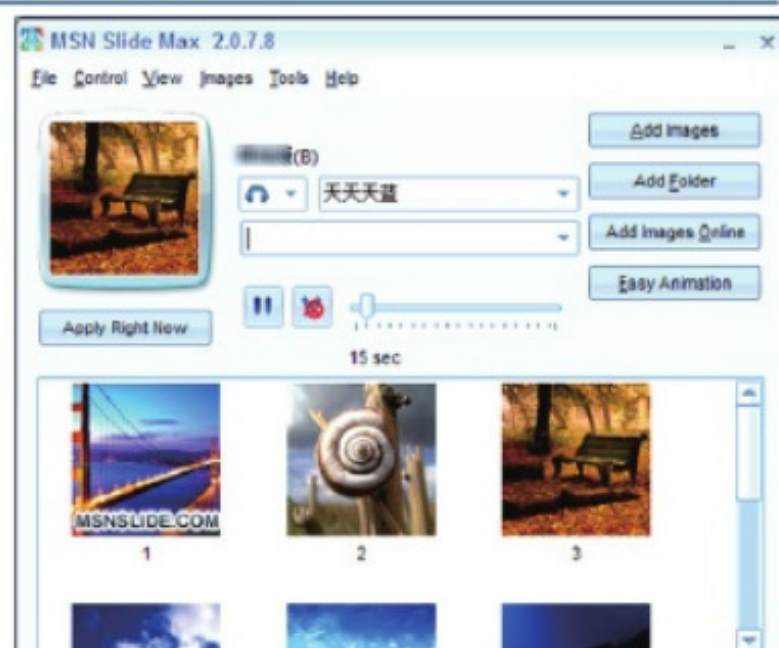 MSN Slide Max 2.0.7.8
File Control View Images Tools Help
(B)
天天天蓝
Add Images
Add Folder
Add Images Online
Easy Animation
Apply Right Now
15 sec
MSNSLIDE.COM
1
2
3